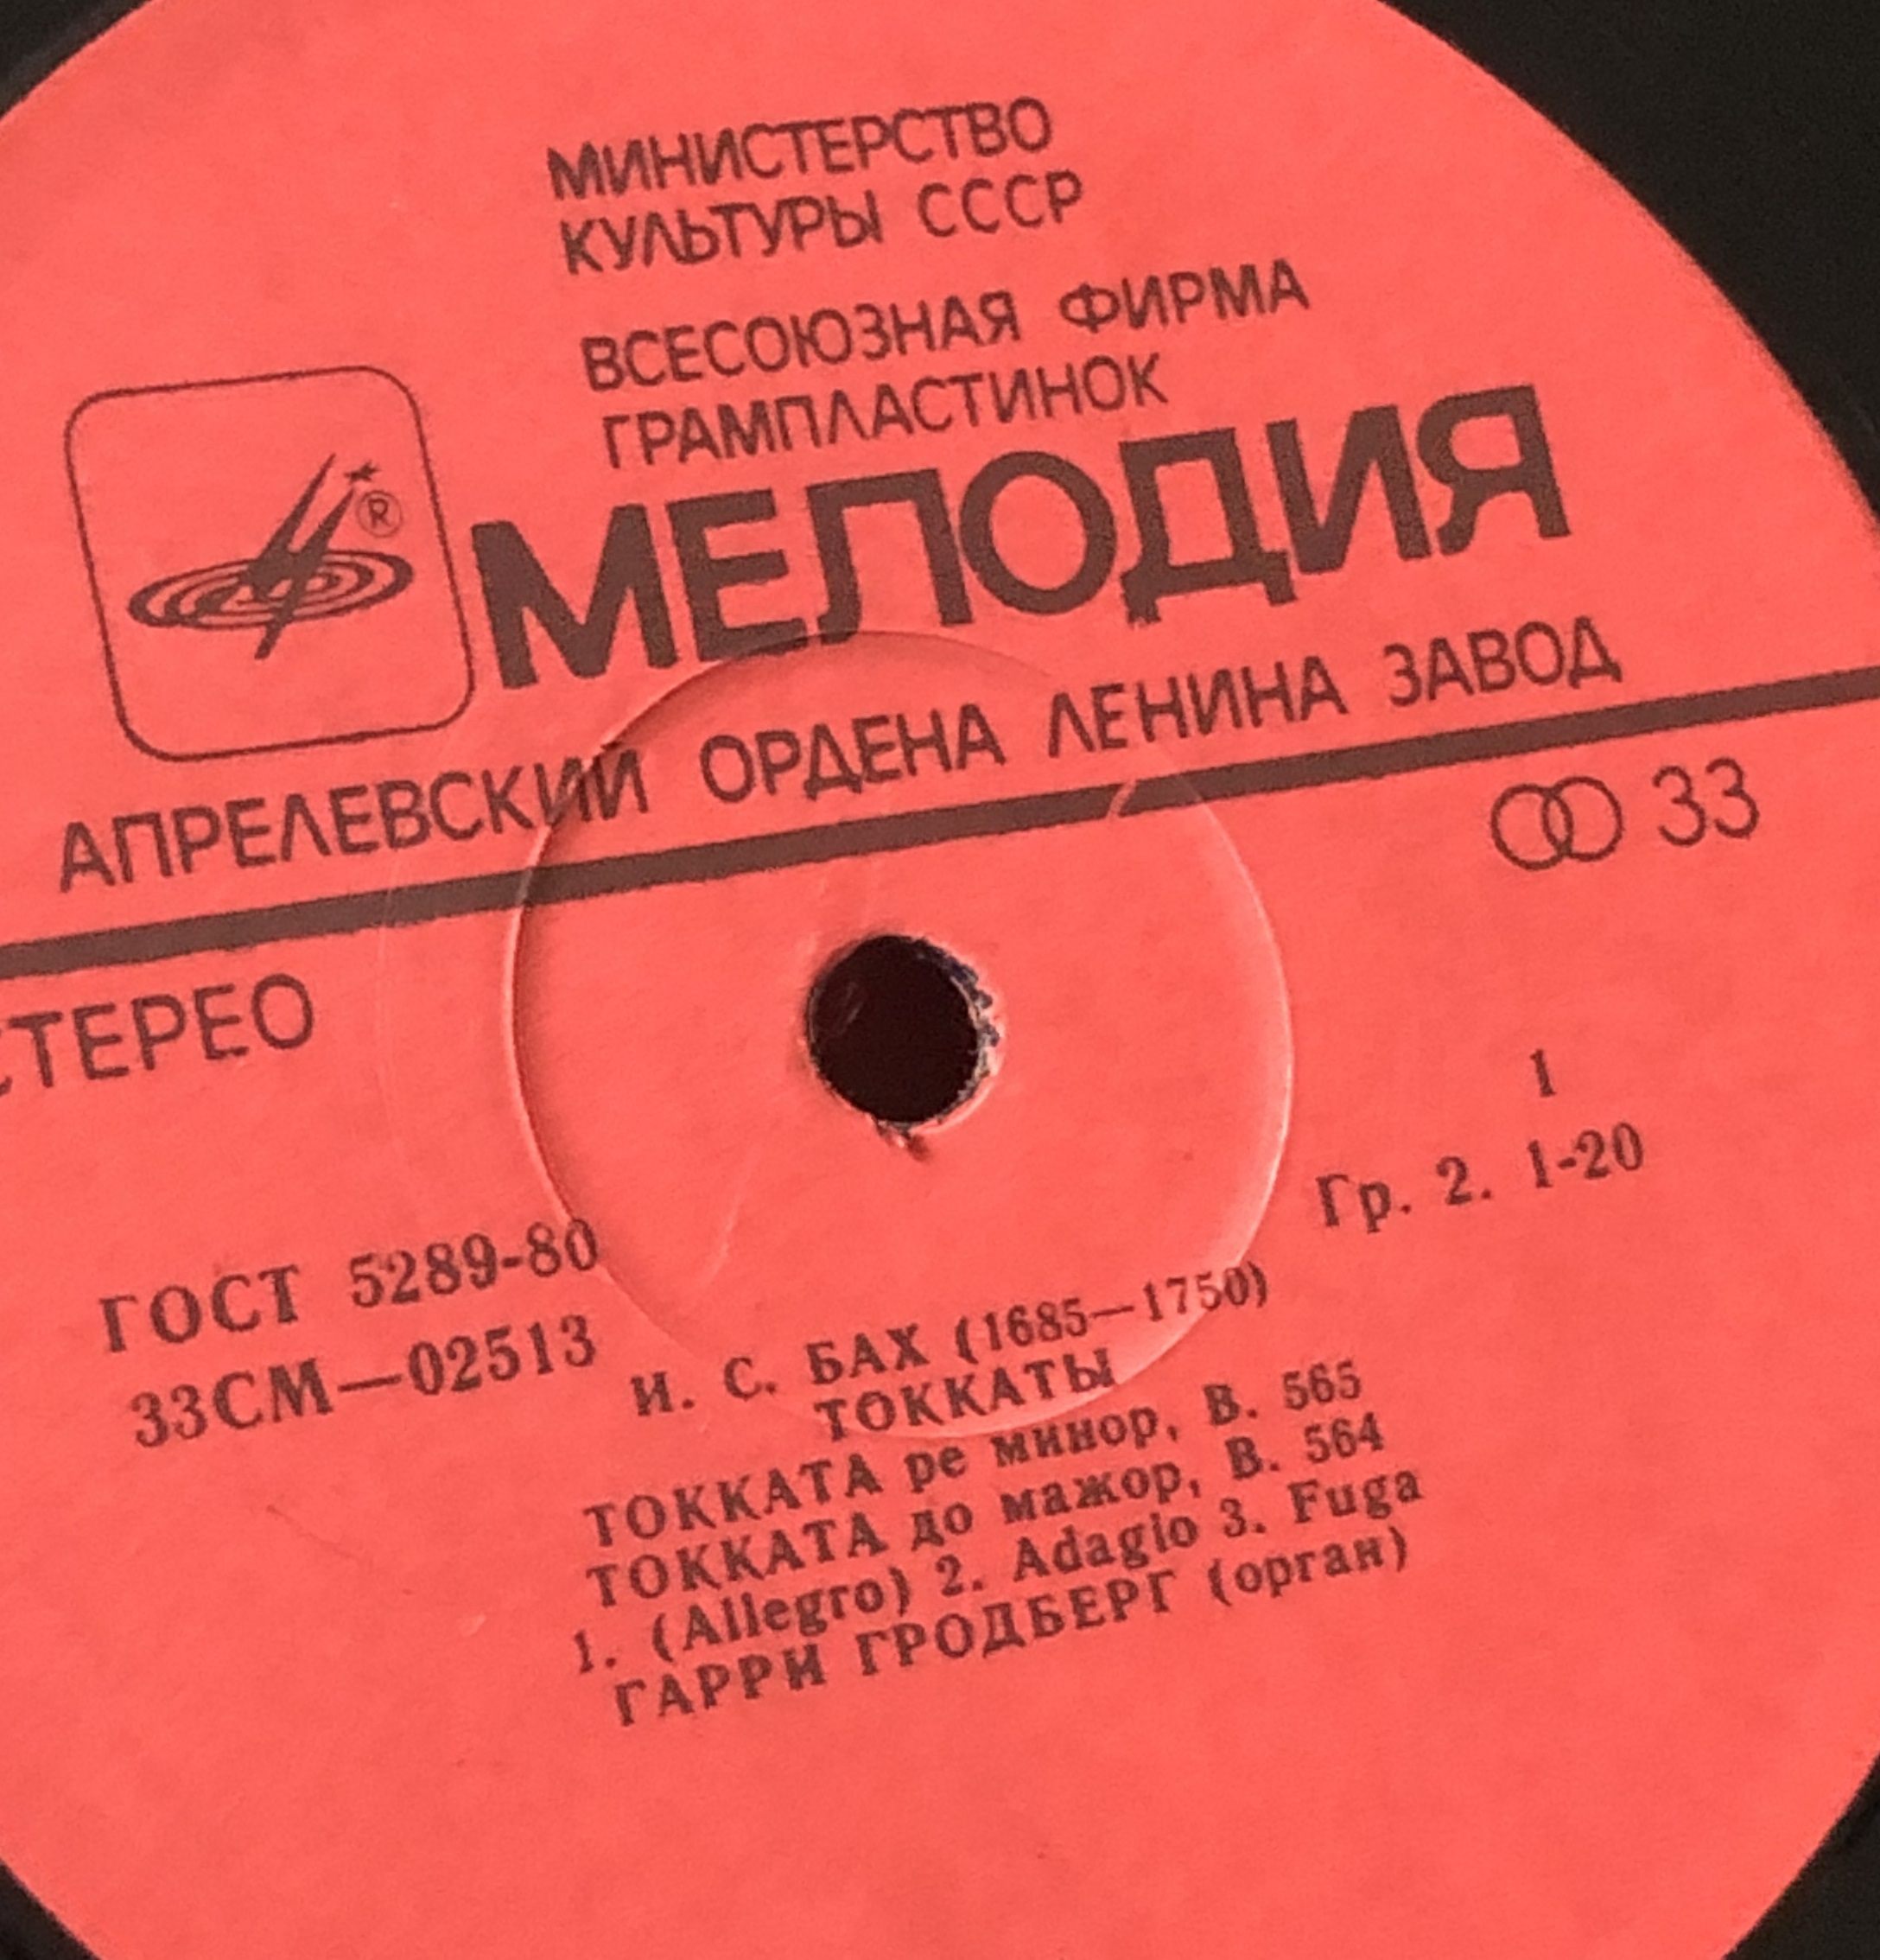 МИНИСТЕРСТВО
КУЛЬТУРЫ СССР
ВСЕСОЮЗНАЯ ФИРМА
ГРАМПЛАСТИНОК
®
МЕЛОДИЯ
АПРЕЛЕВСКИЙ ОРДЕНА ЛЕНИНА ЗАВОД
33
СТЕРЕО
1
Гр. 2. 1-20
ГОСТ 5289-80
33СМ—02513
И. С. БАХ (1685—1750)
ТОККАТЫ
ТОККАТА ре минор, В. 565
ТОККАТА до мажор, В. 564
1. (Allegro) 2. Adagio 3. Fuga
ГАРРИ ГРОДБЕРГ (орган)